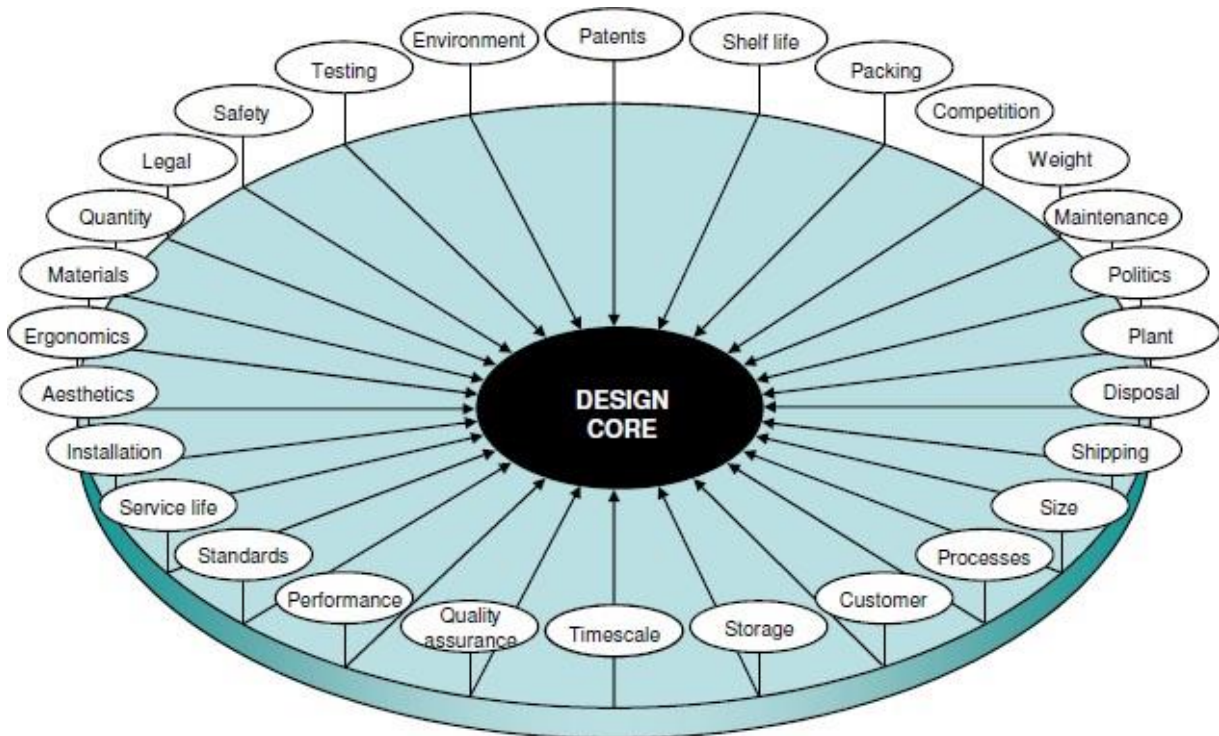 Patents
Environment
Shelf life
Testing
Packing
Safety
Competition
Legal
Weight
Quantity
Maintenance
Materials
Politics
Ergonomics
Plant
Aesthetics
Disposal
DESIGN
CORE
Installation
Shipping
Service life
Size
Standards
Processes
Performance
Customer
Quality
assurance
Timescale
Storage